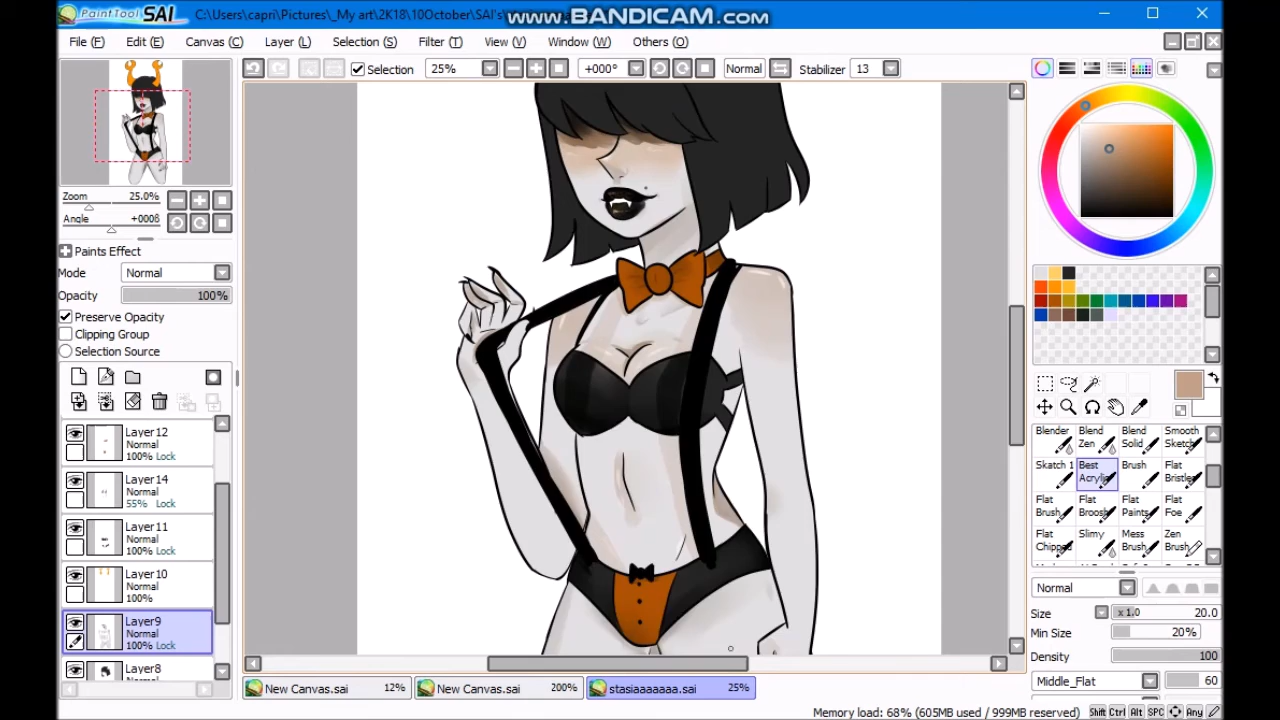 PaintTool SAI C:\Users\capri\Pictures\_My art\2K18\10October\SAI's
www.BANDICAM.com
File (F) Edit (E) Canvas (C) Layer (L) Selection (S) Filter (T) View (V) Window (W) Others (O)
Selection 25% +000° Normal Stabilizer 13
Zoom 25.0%
Angle +000ß
Paints Effect
Mode Normal
Opacity 100%
Preserve Opacity
Clipping Group
Selection Source
Layer12
Normal
100% Lock
Layer14
Normal
55% Lock
Layer11
Normal
100% Lock
Layer10
Normal
100%
Layer9
Normal
100% Lock
Layer8
Blender Blend Zen Blend Solid Smooth Sketch
Skatch 1 Best Acrylic Brush Flat Bristle
Flat Brush Flat Broosh Flat Paints Flat Foe
Flat Chipped Slimy Mess Brush Zen Brush
Normal
Size x 1.0 20.0
Min Size 20%
Density 100
Middle_Flat 60
New Canvas.sai 12% New Canvas.sai 200% stasiaaaaaaa.sai 25%
Memory load: 68% (605MB used / 999MB reserved) Shift Ctrl Alt SPC Any